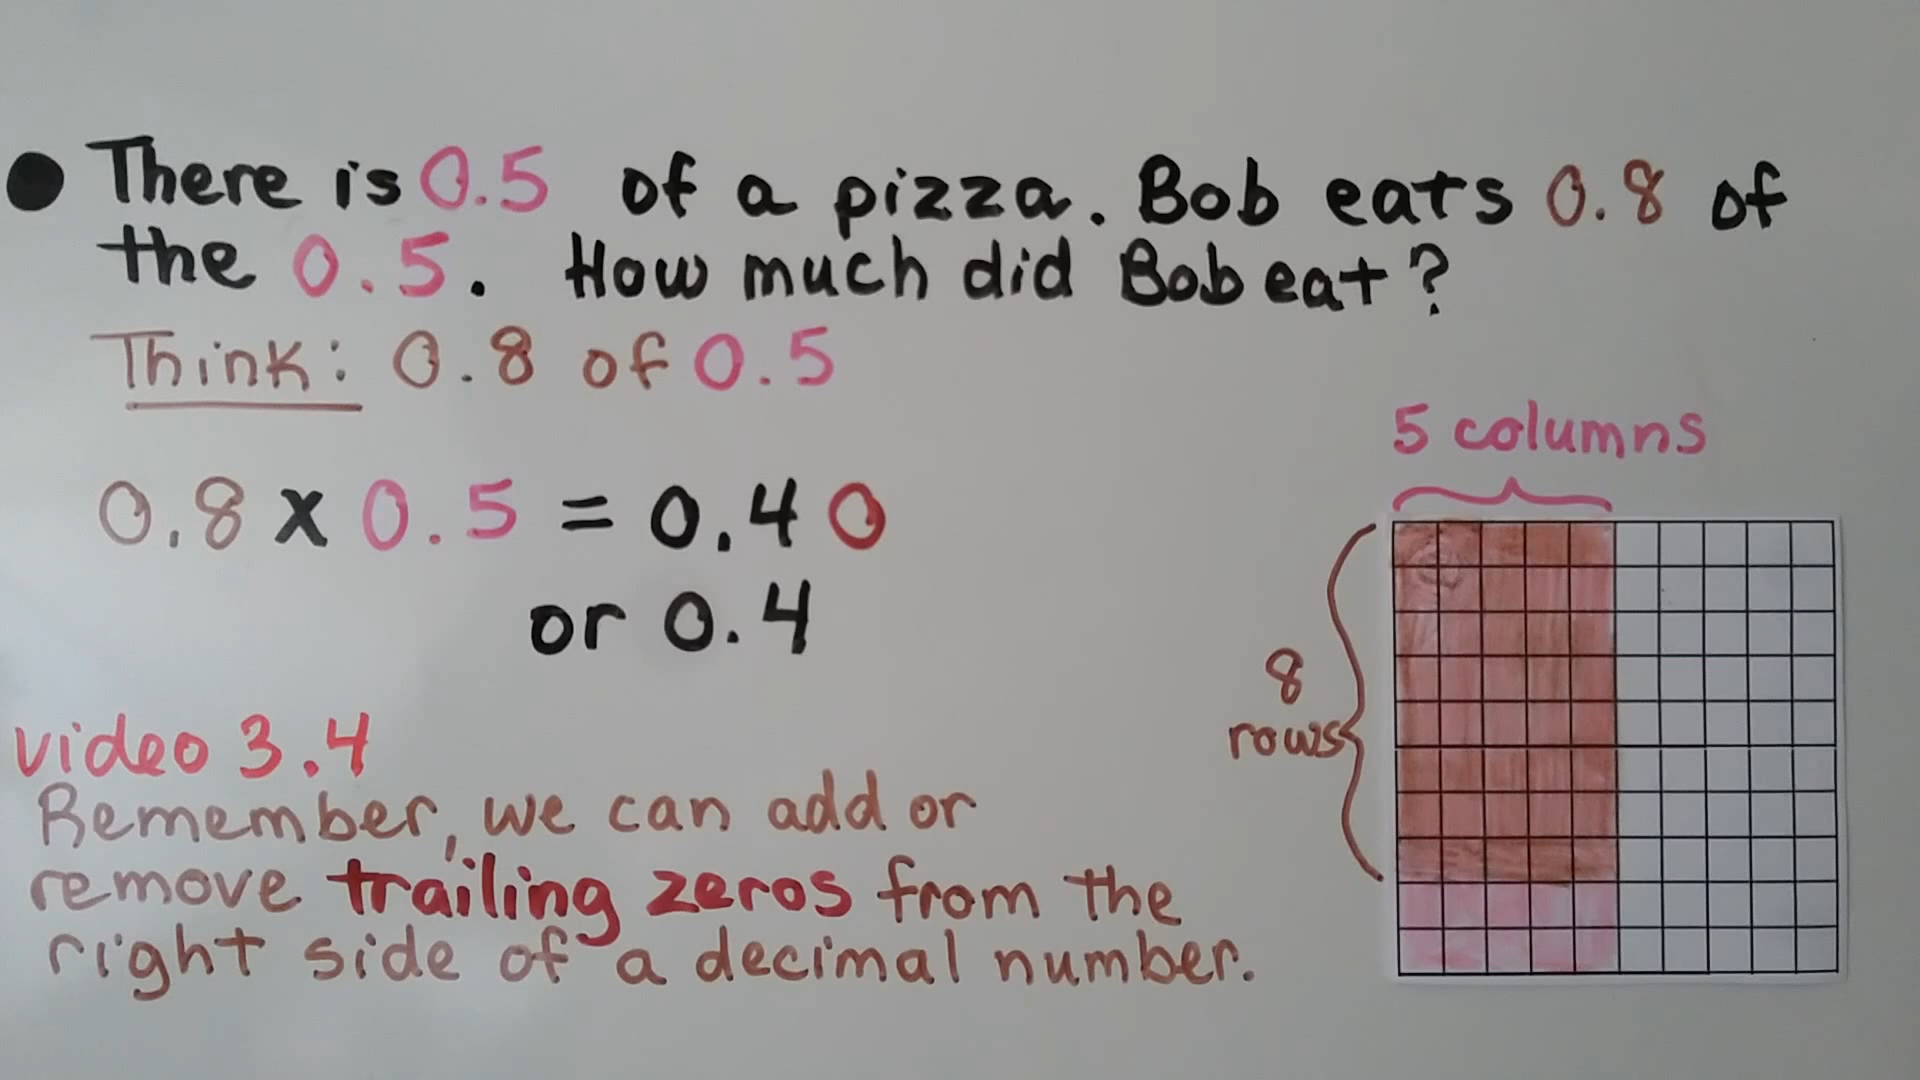 There is 0.5 of a pizza. Bob eats 0.8 of
the 0.5. How much did Bob eat?
Think: 0.8 of 0.5
0.8 x 0.5 = 0.40
or 0.4
5 columns
8
rows
video 3.4
Remember, we can add or
remove trailing zeros from the
right side of a decimal number.